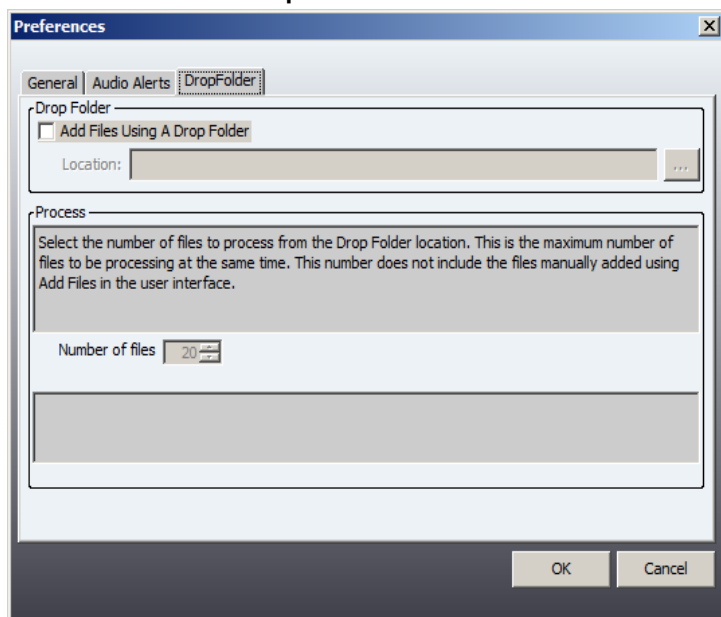 Preferences
General Audio Alerts DropFolder
Drop Folder
Add Files Using A Drop Folder
Location: ...
Process
Select the number of files to process from the Drop Folder location. This is the maximum number of
files to be processing at the same time. This number does not include the files manually added using
Add Files in the user interface.
Number of files 20
OK Cancel